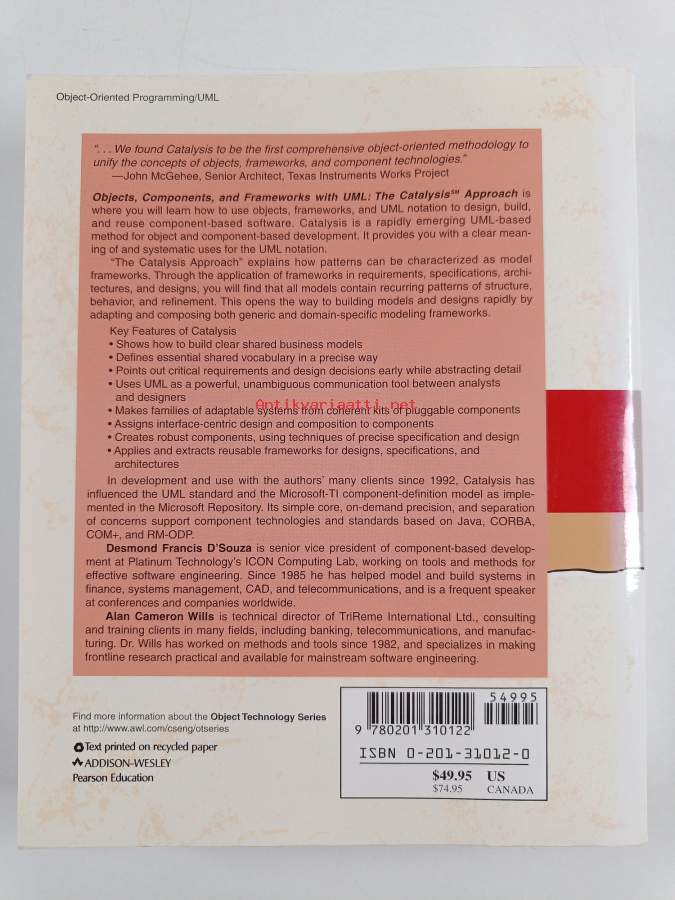 Object-Oriented Programming/UML
“. . . We found Catalysis to be the first comprehensive object-oriented methodology to
unify the concepts of objects, frameworks, and component technologies.”
—John McGehee, Senior Architect, Texas Instruments Works Project
Objects, Components, and Frameworks with UML: The Catalysis℠ Approach is
where you will learn how to use objects, frameworks, and UML notation to design, build,
and reuse component-based software. Catalysis is a rapidly emerging UML-based
method for object and component-based development. It provides you with a clear mean-
ing of and systematic uses for the UML notation.
“The Catalysis Approach” explains how patterns can be characterized as model
frameworks. Through the application of frameworks in requirements, specifications, archi-
tectures, and designs, you will find that all models contain recurring patterns of structure,
behavior, and refinement. This opens the way to building models and designs rapidly by
adapting and composing both generic and domain-specific modeling frameworks.
Key Features of Catalysis
• Shows how to build clear shared business models
• Defines essential shared vocabulary in a precise way
• Points out critical requirements and design decisions early while abstracting detail
• Uses UML as a powerful, unambiguous communication tool between analysts
and designers
Antikvariaatti.net
• Makes families of adaptable systems from coherent kits of pluggable components
• Assigns interface-centric design and composition to components
• Creates robust components, using techniques of precise specification and design
• Applies and extracts reusable frameworks for designs, specifications, and
architectures
In development and use with the authors’ many clients since 1992, Catalysis has
influenced the UML standard and the Microsoft-TI component-definition model as imple-
mented in the Microsoft Repository. Its simple core, on-demand precision, and separation
of concerns support component technologies and standards based on Java, CORBA,
COM+, and RM-ODP.
Desmond Francis D’Souza is senior vice president of component-based develop-
ment at Platinum Technology’s ICON Computing Lab, working on tools and methods for
effective software engineering. Since 1985 he has helped model and build systems in
finance, systems management, CAD, and telecommunications, and is a frequent speaker
at conferences and companies worldwide.
Alan Cameron Wills is technical director of TriReme International Ltd., consulting
and training clients in many fields, including banking, telecommunications, and manufac-
turing. Dr. Wills has worked on methods and tools since 1982, and specializes in making
frontline research practical and available for mainstream software engineering.
Find more information about the Object Technology Series
at http://www.awl.com/cseng/otseries
Text printed on recycled paper
ADDISON-WESLEY
Pearson Education
54995
9 780201 310122
ISBN 0-201-31012-0
$49.95 US
$74.95 CANADA